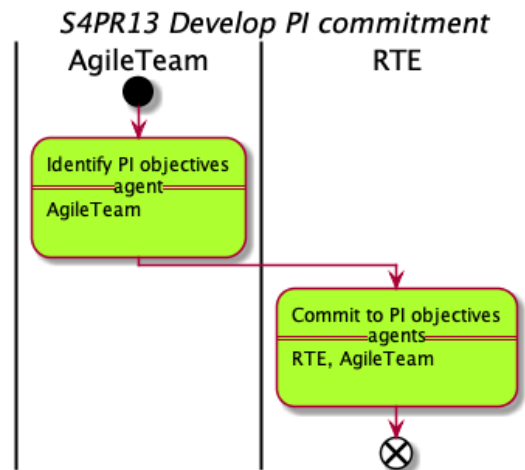 S4PR13 Develop PI commitment
AgileTeam
RTE
Identify PI objectives
agent
AgileTeam
Commit to PI objectives
agents
RTE, AgileTeam